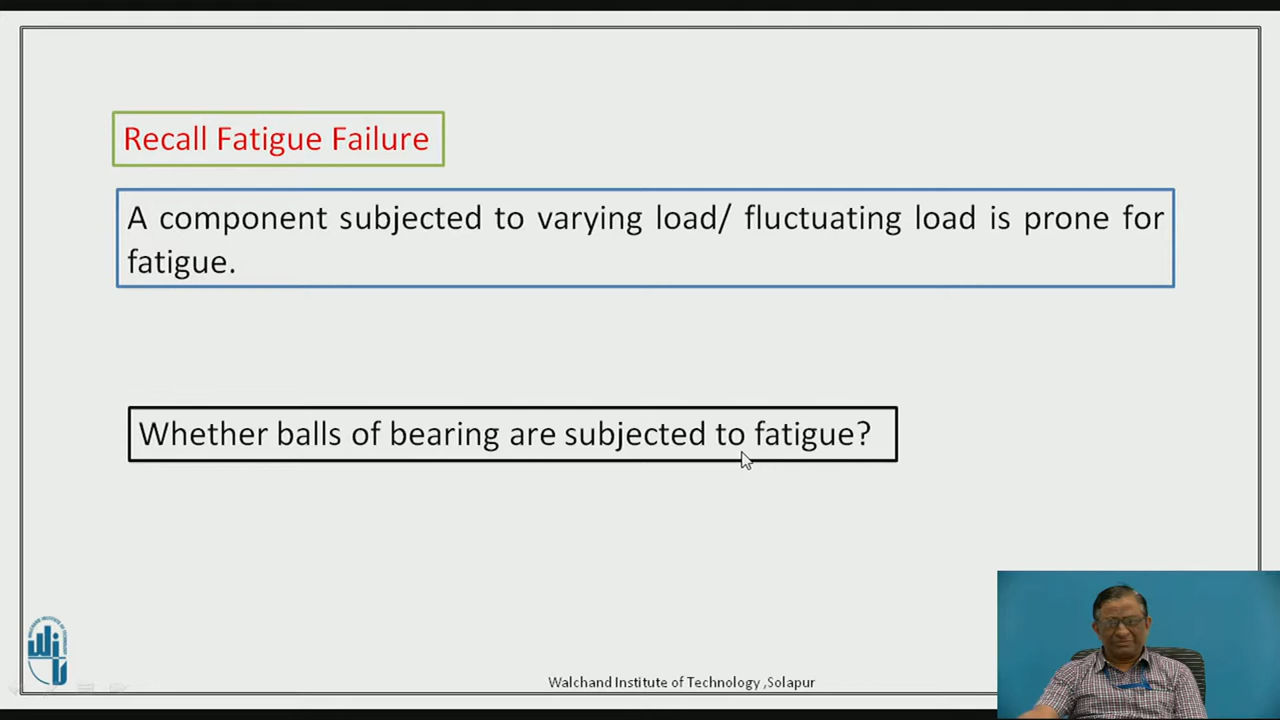 Recall Fatigue Failure
A component subjected to varying load/ fluctuating load is prone for
fatigue.
Whether balls of bearing are subjected to fatigue?
Walchand Institute of Technology ,Solapur